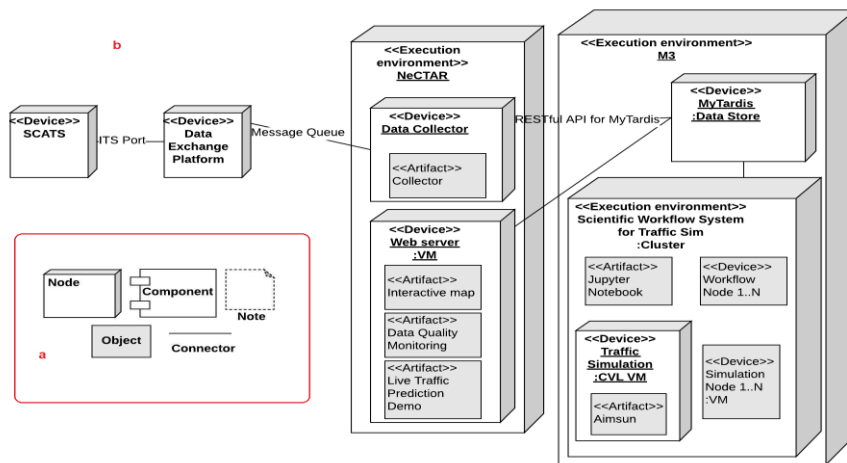 b
<<Device>>
SCATS
ITS Port
<<Device>>
Data
Exchange
Platform
Message Queue
<<Execution
environment>>
NeCTAR
<<Device>>
Data Collector
<<Artifact>>
Collector
<<Device>>
Web server
:VM
<<Artifact>>
Interactive map
<<Artifact>>
Data Quality
Monitoring
<<Artifact>>
Live Traffic
Prediction
Demo
RESTful API for MyTardis
<<Execution environment>>
M3
<<Device>>
MyTardis
:Data Store
<<Execution environment>>
Scientific Workflow System
for Traffic Sim
:Cluster
<<Artifact>>
Jupyter
Notebook
<<Device>>
Workflow
Node 1..N
<<Device>>
Traffic
Simulation
:CVL VM
<<Artifact>>
Aimsun
<<Device>>
Simulation
Node 1..N
:VM
Node
Component
Note
Object
Connector
a